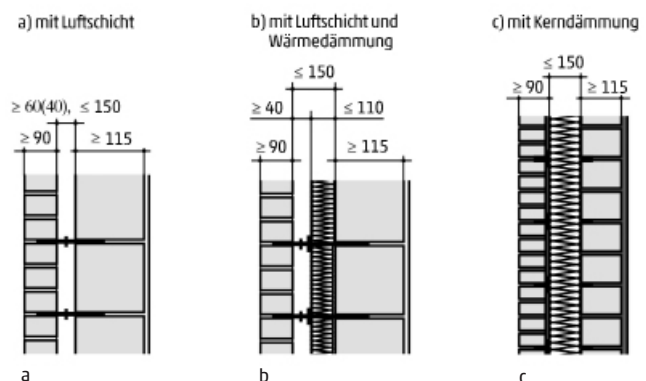 a) mit Luftschicht
≥ 60(40), ≤ 150
≥ 90 ≥ 115
a
b) mit Luftschicht und
Wärmedämmung
≤ 150
≥ 40 ≤ 110
≥ 90 ≥ 115
b
c) mit Kerndämmung
≤ 150
≥ 90 ≥ 115
c